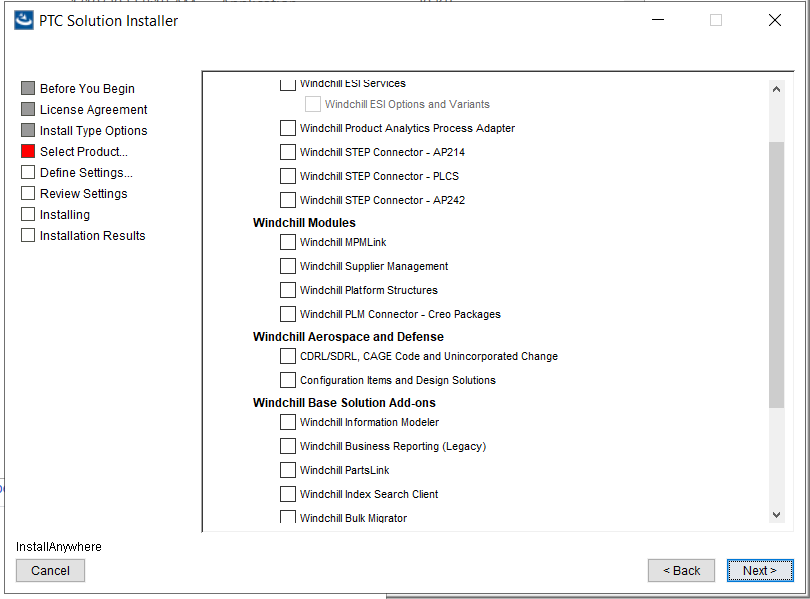 PTC Solution Installer
Before You Begin
License Agreement
Install Type Options
Select Product...
Define Settings...
Review Settings
Installing
Installation Results
Windchill ESI Services
Windchill ESI Options and Variants
Windchill Product Analytics Process Adapter
Windchill STEP Connector - AP214
Windchill STEP Connector - PLCS
Windchill STEP Connector - AP242
Windchill Modules
Windchill MPMLink
Windchill Supplier Management
Windchill Platform Structures
Windchill PLM Connector - Creo Packages
Windchill Aerospace and Defense
CDRL/SDRL, CAGE Code and Unincorporated Change
Configuration Items and Design Solutions
Windchill Base Solution Add-ons
Windchill Information Modeler
Windchill Business Reporting (Legacy)
Windchill PartsLink
Windchill Index Search Client
Windchill Bulk Migrator
InstallAnywhere
Cancel
< Back
Next >